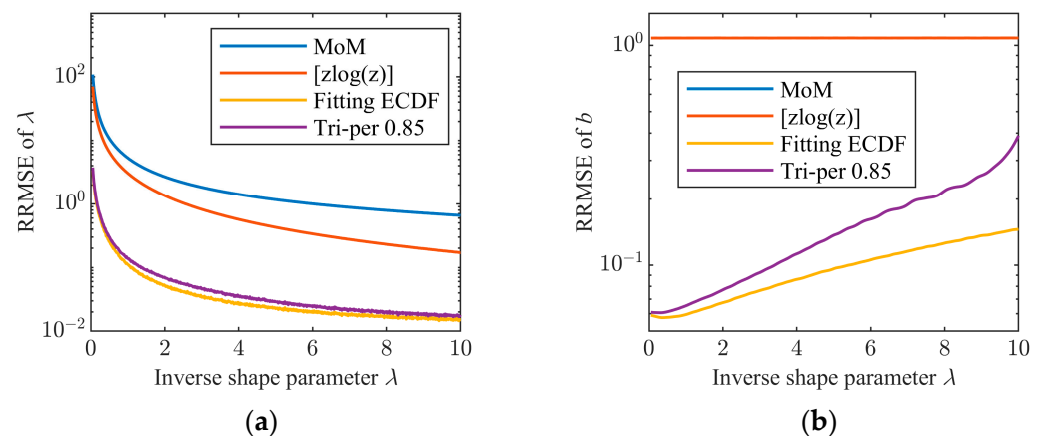 10^2
10^0
10^-2
RRMSE of λ
MoM
[zlog(z)]
Fitting ECDF
Tri-per 0.85
0 2 4 6 8 10
Inverse shape parameter λ
(a)
10^0
10^-1
RRMSE of b
MoM
[zlog(z)]
Fitting ECDF
Tri-per 0.85
0 2 4 6 8 10
Inverse shape parameter λ
(b)